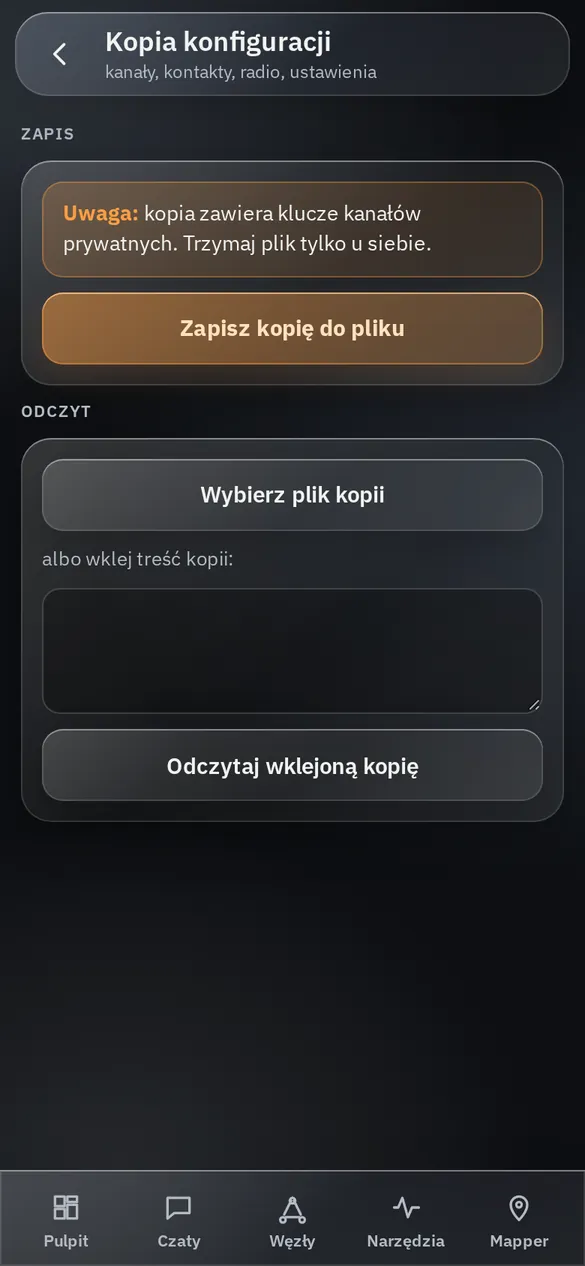 Kopia konfiguracji
kanały, kontakty, radio, ustawienia
ZAPIS
Uwaga: kopia zawiera klucze kanałów
prywatnych. Trzymaj plik tylko u siebie.
Zapisz kopię do pliku
ODCZYT
Wybierz plik kopii
albo wklej treść kopii:
Odczytaj wklejoną kopię
Pulpit
Czaty
Węzły
Narzędzia
Mapper